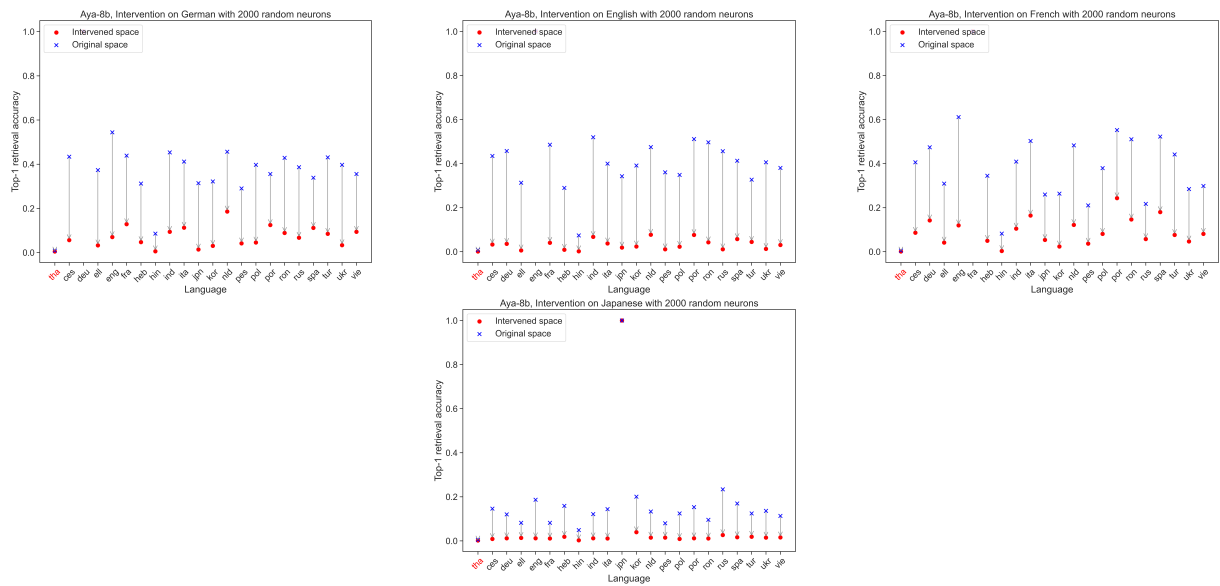 Aya-8b, Intervention on German with 2000 random neurons
Intervened space
Original space
Top-1 retrieval accuracy
1.0
0.8
0.6
0.4
0.2
0.0
tha ces deu ell eng fra heb hin ind ita jpn kor nld pes pol por ron rus spa tur ukr vie
Language
Aya-8b, Intervention on English with 2000 random neurons
Intervened space
Original space
Top-1 retrieval accuracy
1.0
0.8
0.6
0.4
0.2
0.0
tha ces deu ell eng fra heb hin ind ita jpn kor nld pes pol por ron rus spa tur ukr vie
Language
Aya-8b, Intervention on French with 2000 random neurons
Intervened space
Original space
Top-1 retrieval accuracy
1.0
0.8
0.6
0.4
0.2
0.0
tha ces deu ell eng fra heb hin ind ita jpn kor nld pes pol por ron rus spa tur ukr vie
Language
Aya-8b, Intervention on Japanese with 2000 random neurons
Intervened space
Original space
Top-1 retrieval accuracy
1.0
0.8
0.6
0.4
0.2
0.0
tha ces deu ell eng fra heb hin ind ita jpn kor nld pes pol por ron rus spa tur ukr vie
Language